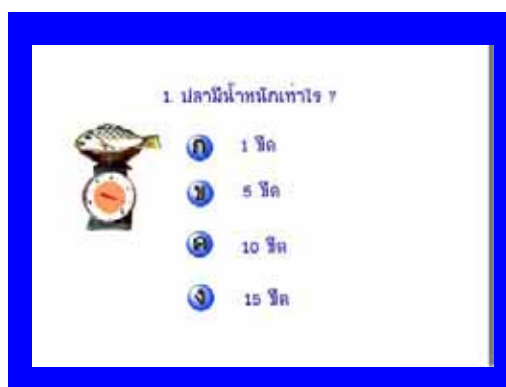 1. ปลามีน้ำหนักเท่าไร ?
ก 1 ขีด
ข 5 ขีด
ค 10 ขีด
ง 15 ขีด